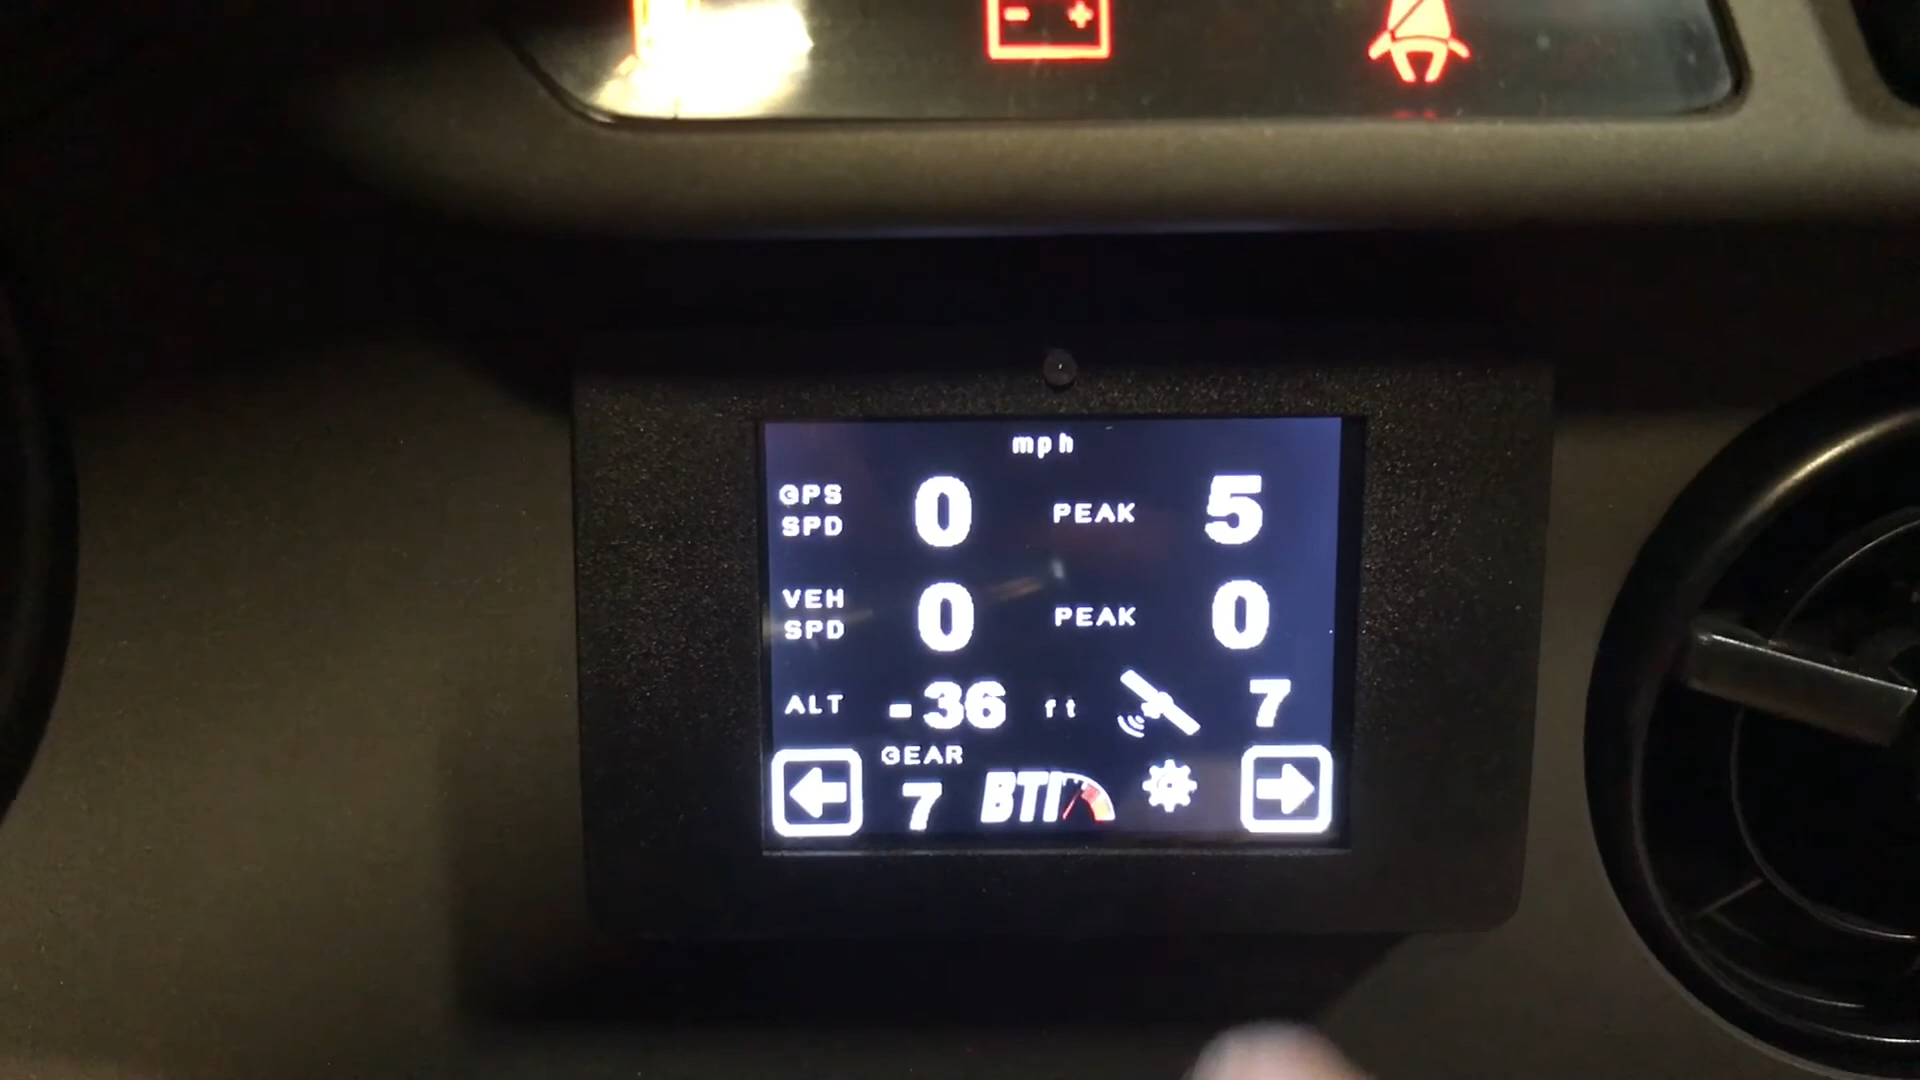 mph
GPS SPD 0 PEAK 5
VEH SPD 0 PEAK 0
ALT -36 ft 7
GEAR
7 BTI